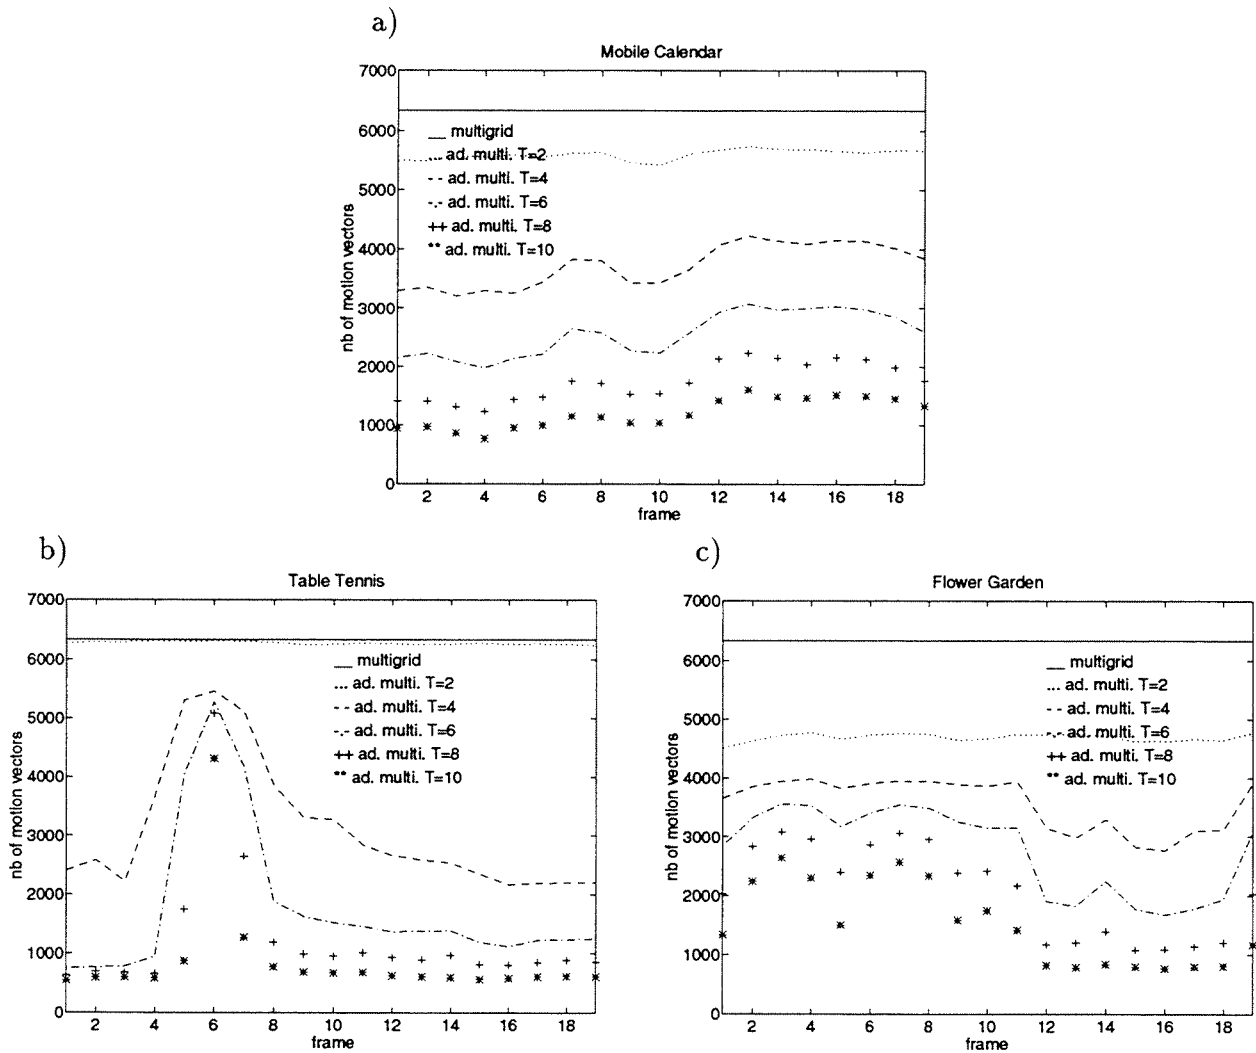 a)
Mobile Calendar
7000
6000
5000
4000
3000
2000
1000
0
nb of motion vectors
__ multigrid
... ad. multi. T=2
- - ad. multi. T=4
-.- ad. multi. T=6
++ ad. multi. T=8
** ad. multi. T=10
2 4 6 8 10 12 14 16 18
frame
b)
Table Tennis
7000
6000
5000
4000
3000
2000
1000
0
nb of motion vectors
__ multigrid
... ad. multi. T=2
- - ad. multi. T=4
-.- ad. multi. T=6
++ ad. multi. T=8
** ad. multi. T=10
2 4 6 8 10 12 14 16 18
frame
c)
Flower Garden
7000
6000
5000
4000
3000
2000
1000
0
nb of motion vectors
__ multigrid
... ad. multi. T=2
- - ad. multi. T=4
-.- ad. multi. T=6
++ ad. multi. T=8
** ad. multi. T=10
2 4 6 8 10 12 14 16 18
frame